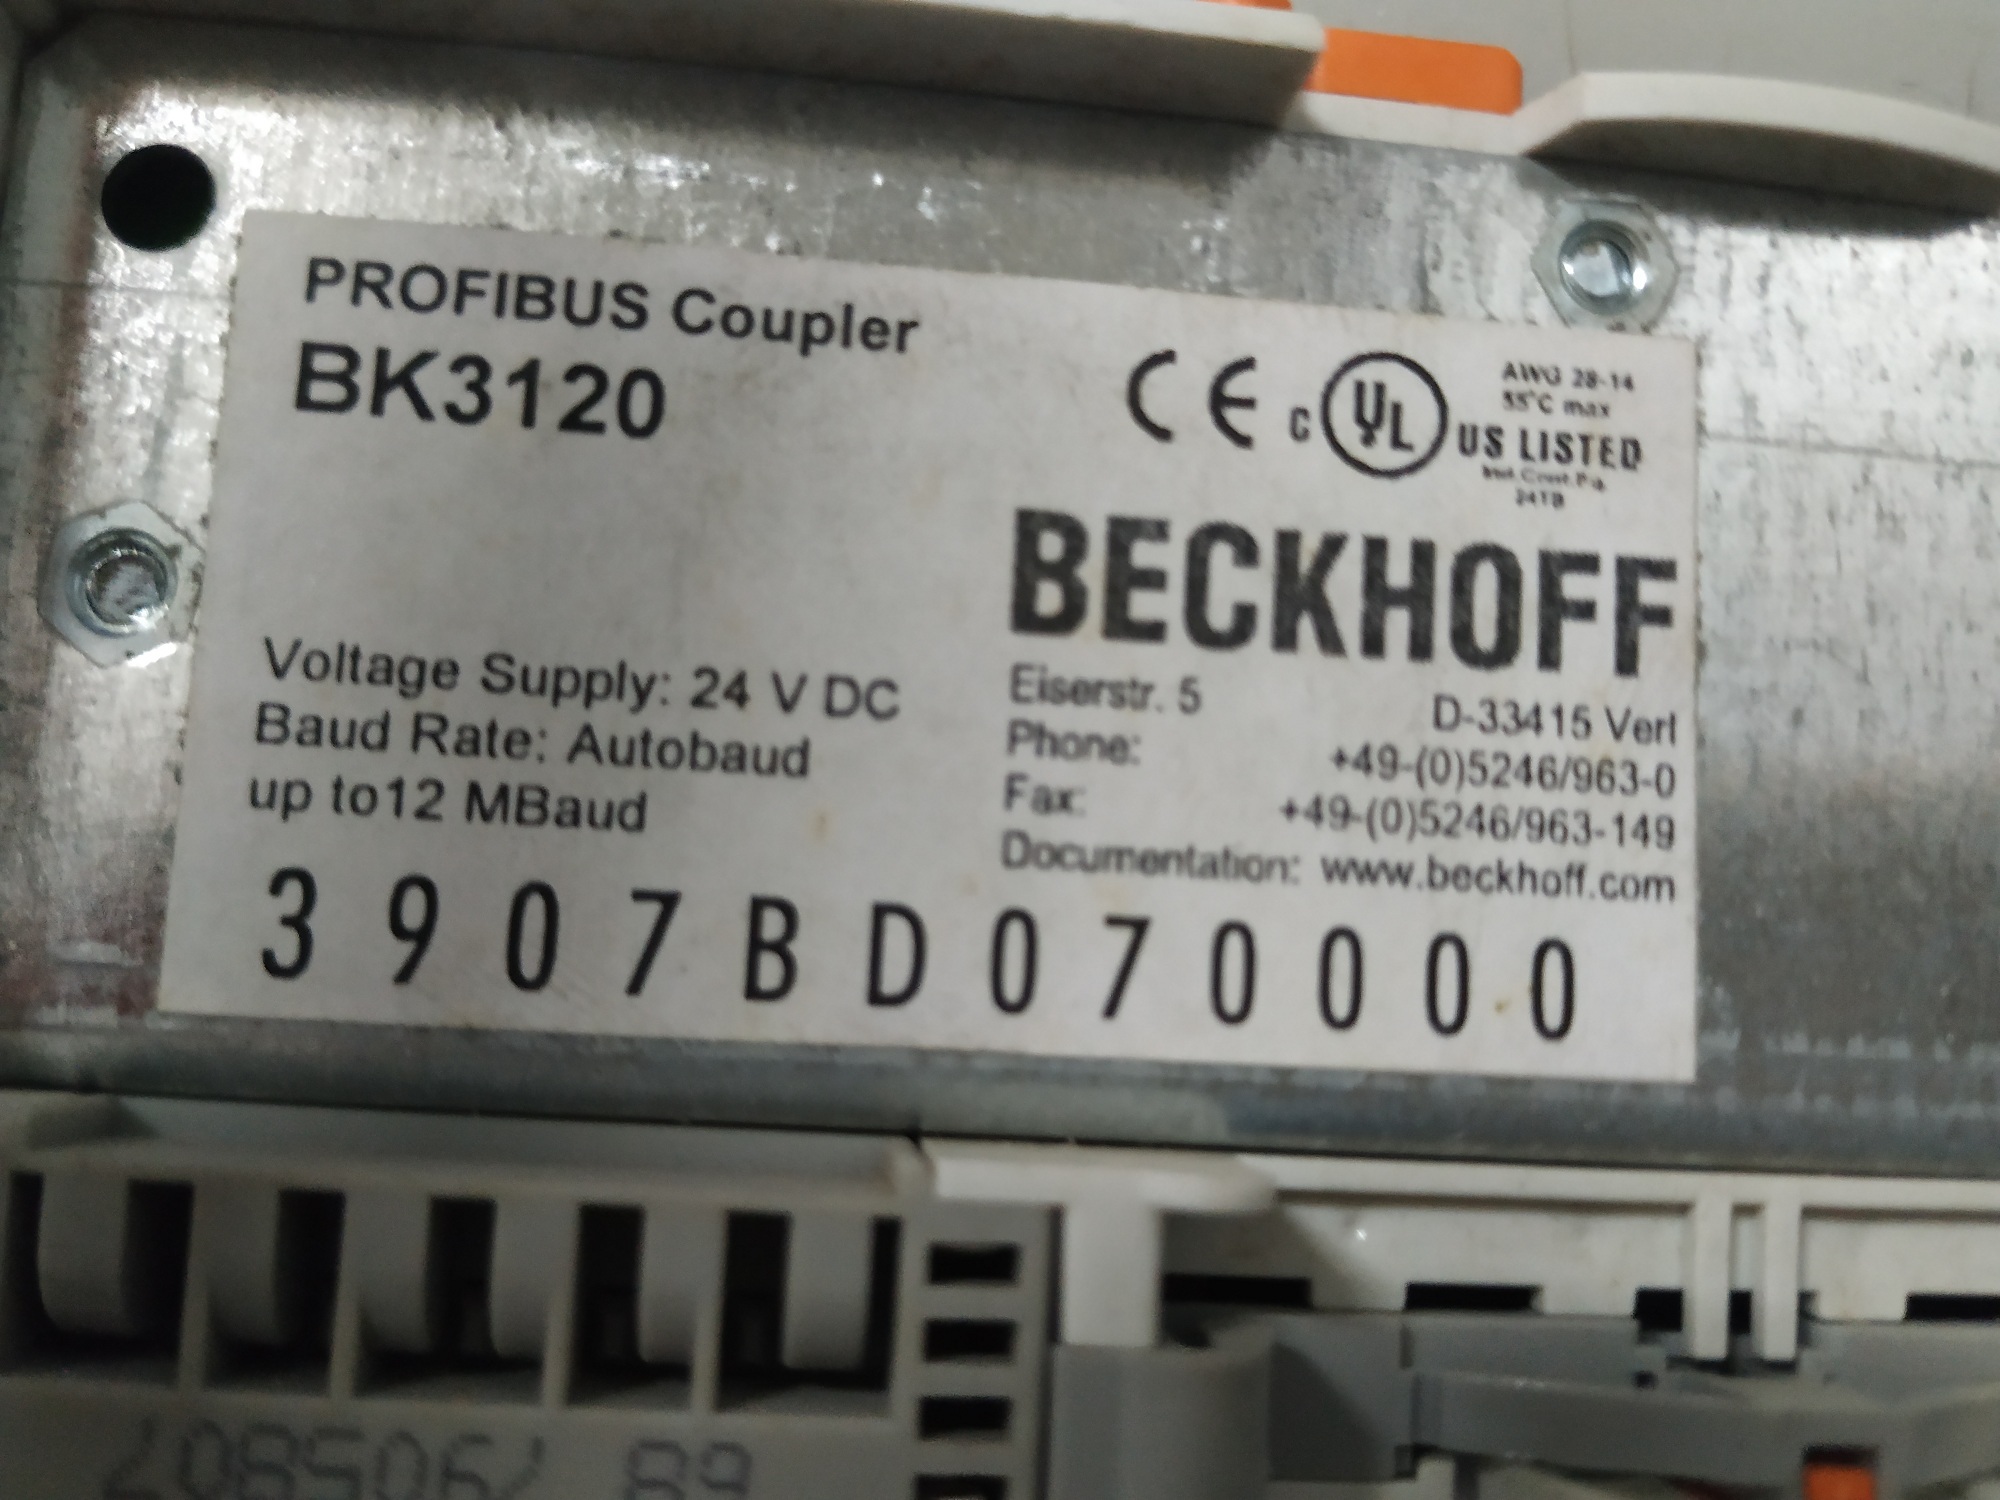 PROFIBUS Coupler
BK3120
CE
C UL US LISTED
AWG 28-14
55°C max
24TB
BECKHOFF
Voltage Supply: 24 V DC
Baud Rate: Autobaud
up to12 MBaud
Eiserstr. 5 D-33415 Verl
Phone: +49-(0)5246/963-0
Fax: +49-(0)5246/963-149
Documentation: www.beckhoff.com
3907BD070000